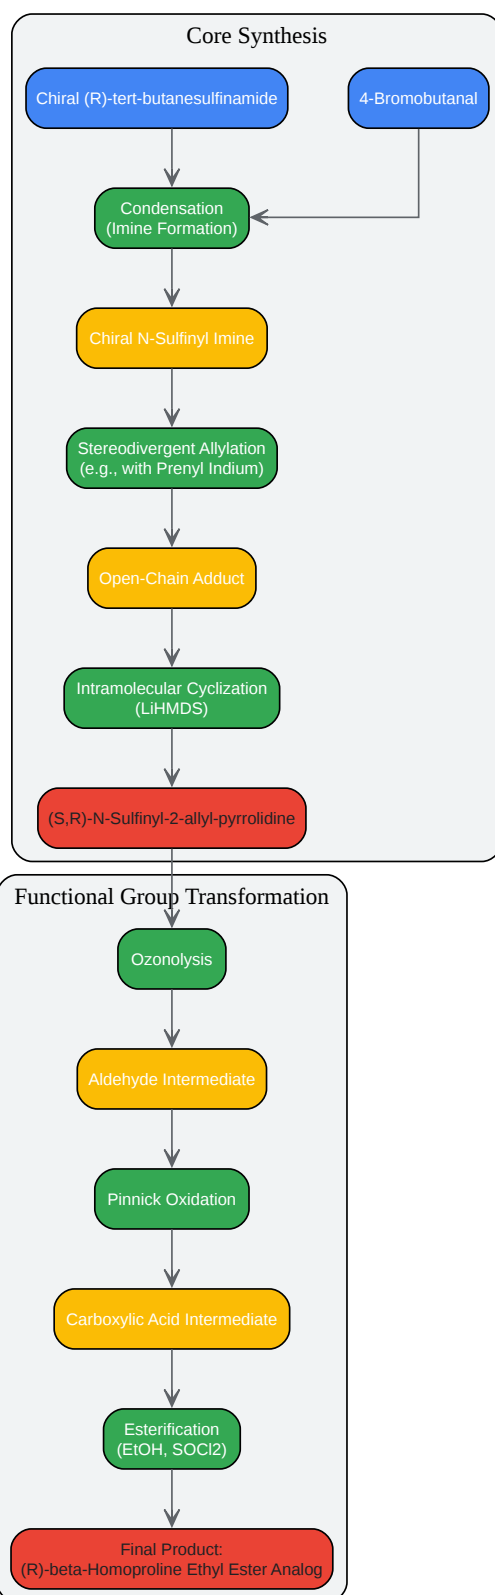 Core Synthesis
Chiral (R)-tert-butanesulfinamide
4-Bromobutanal
Condensation
(Imine Formation)
Chiral N-Sulfinyl Imine
Stereodivergent Allylation
(e.g., with Prenyl Indium)
Open-Chain Adduct
Intramolecular Cyclization
(LiHMDS)
(S,R)-N-Sulfinyl-2-allyl-pyrrolidine
Functional Group Transformation
Ozonolysis
Aldehyde Intermediate
Pinnick Oxidation
Carboxylic Acid Intermediate
Esterification
(EtOH, SOCl2)
Final Product:
(R)-beta-Homoproline Ethyl Ester Analog